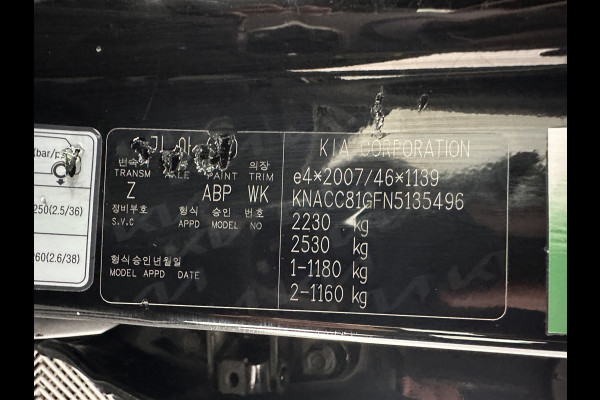 (bar/p
250(2.5/36)
260(2.6/38)
기 아
변속 의장
TRANSM PAINT TRIM
Z ABP WK
정비부호 형식 승인 번호
S.V.C APPD MODEL NO
형식승인년월일
MODEL APPD DATE
KIA CORPORATION
e4*2007/46*1139
KNACC81GFN5135496
2230 kg
2530 kg
1-1180 kg
2-1160 kg